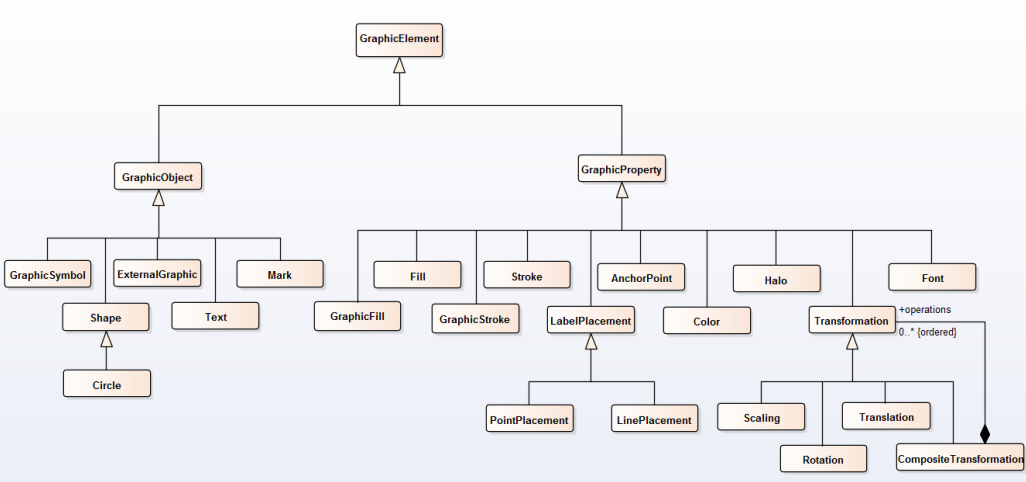 GraphicElement
GraphicObject
GraphicProperty
GraphicSymbol
ExternalGraphic
Mark
Fill
Stroke
AnchorPoint
Halo
Font
Shape
Text
GraphicFill
GraphicStroke
LabelPlacement
Color
Transformation
+operations
0..* {ordered}
Circle
PointPlacement
LinePlacement
Scaling
Translation
Rotation
CompositeTransformation